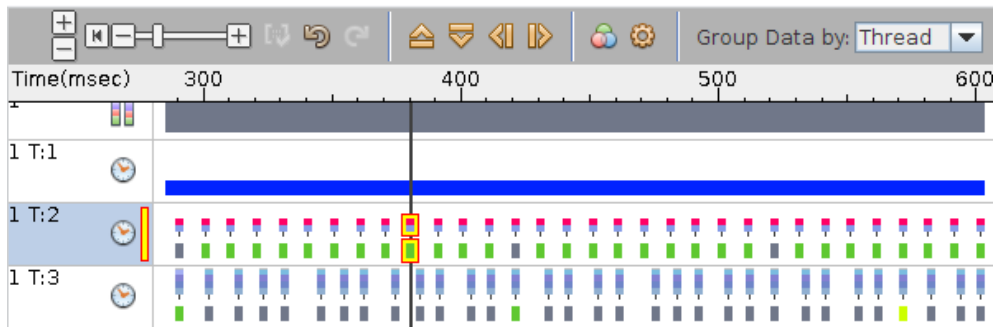 Group Data by: Thread
Time(msec) 300 400 500 600
1
1 T:1
1 T:2
1 T:3